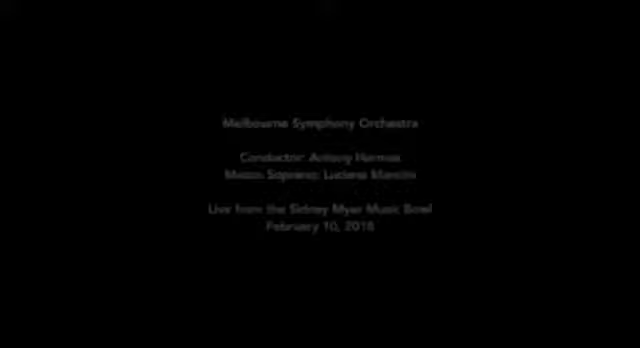 Melbourne Symphony Orchestra
Conductor: Antony Hermus
Mezzo Soprano: Luciana Mancini
Live from the Sidney Myer Music Bowl
February 10, 2018